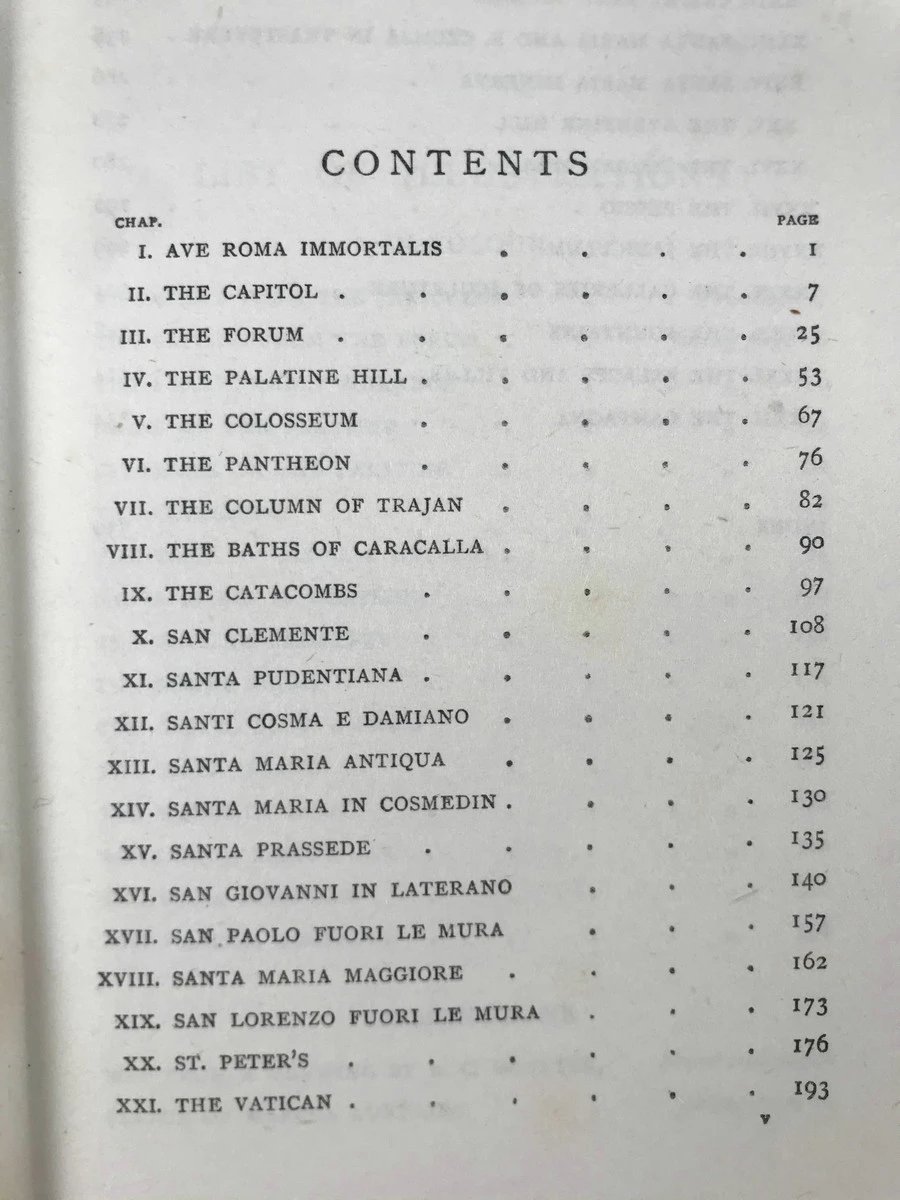 CONTENTS
CHAP. PAGE
I. AVE ROMA IMMORTALIS . . . . 1
II. THE CAPITOL . . . . . . 7
III. THE FORUM . . . . . . 25
IV. THE PALATINE HILL . . . . . 53
V. THE COLOSSEUM . . . . . 67
VI. THE PANTHEON . . . . . 76
VII. THE COLUMN OF TRAJAN . . . . 82
VIII. THE BATHS OF CARACALLA . . . . 90
IX. THE CATACOMBS . . . . . 97
X. SAN CLEMENTE . . . . . 108
XI. SANTA PUDENTIANA . . . . . 117
XII. SANTI COSMA E DAMIANO . . . . 121
XIII. SANTA MARIA ANTIQUA . . . . 125
XIV. SANTA MARIA IN COSMEDIN . . . . 130
XV. SANTA PRASSEDE . . . . . 135
XVI. SAN GIOVANNI IN LATERANO . . . 140
XVII. SAN PAOLO FUORI LE MURA . . . 157
XVIII. SANTA MARIA MAGGIORE . . . . 162
XIX. SAN LORENZO FUORI LE MURA . . . 173
XX. ST. PETER'S . . . . . . 176
XXI. THE VATICAN . . . . . . 193
v